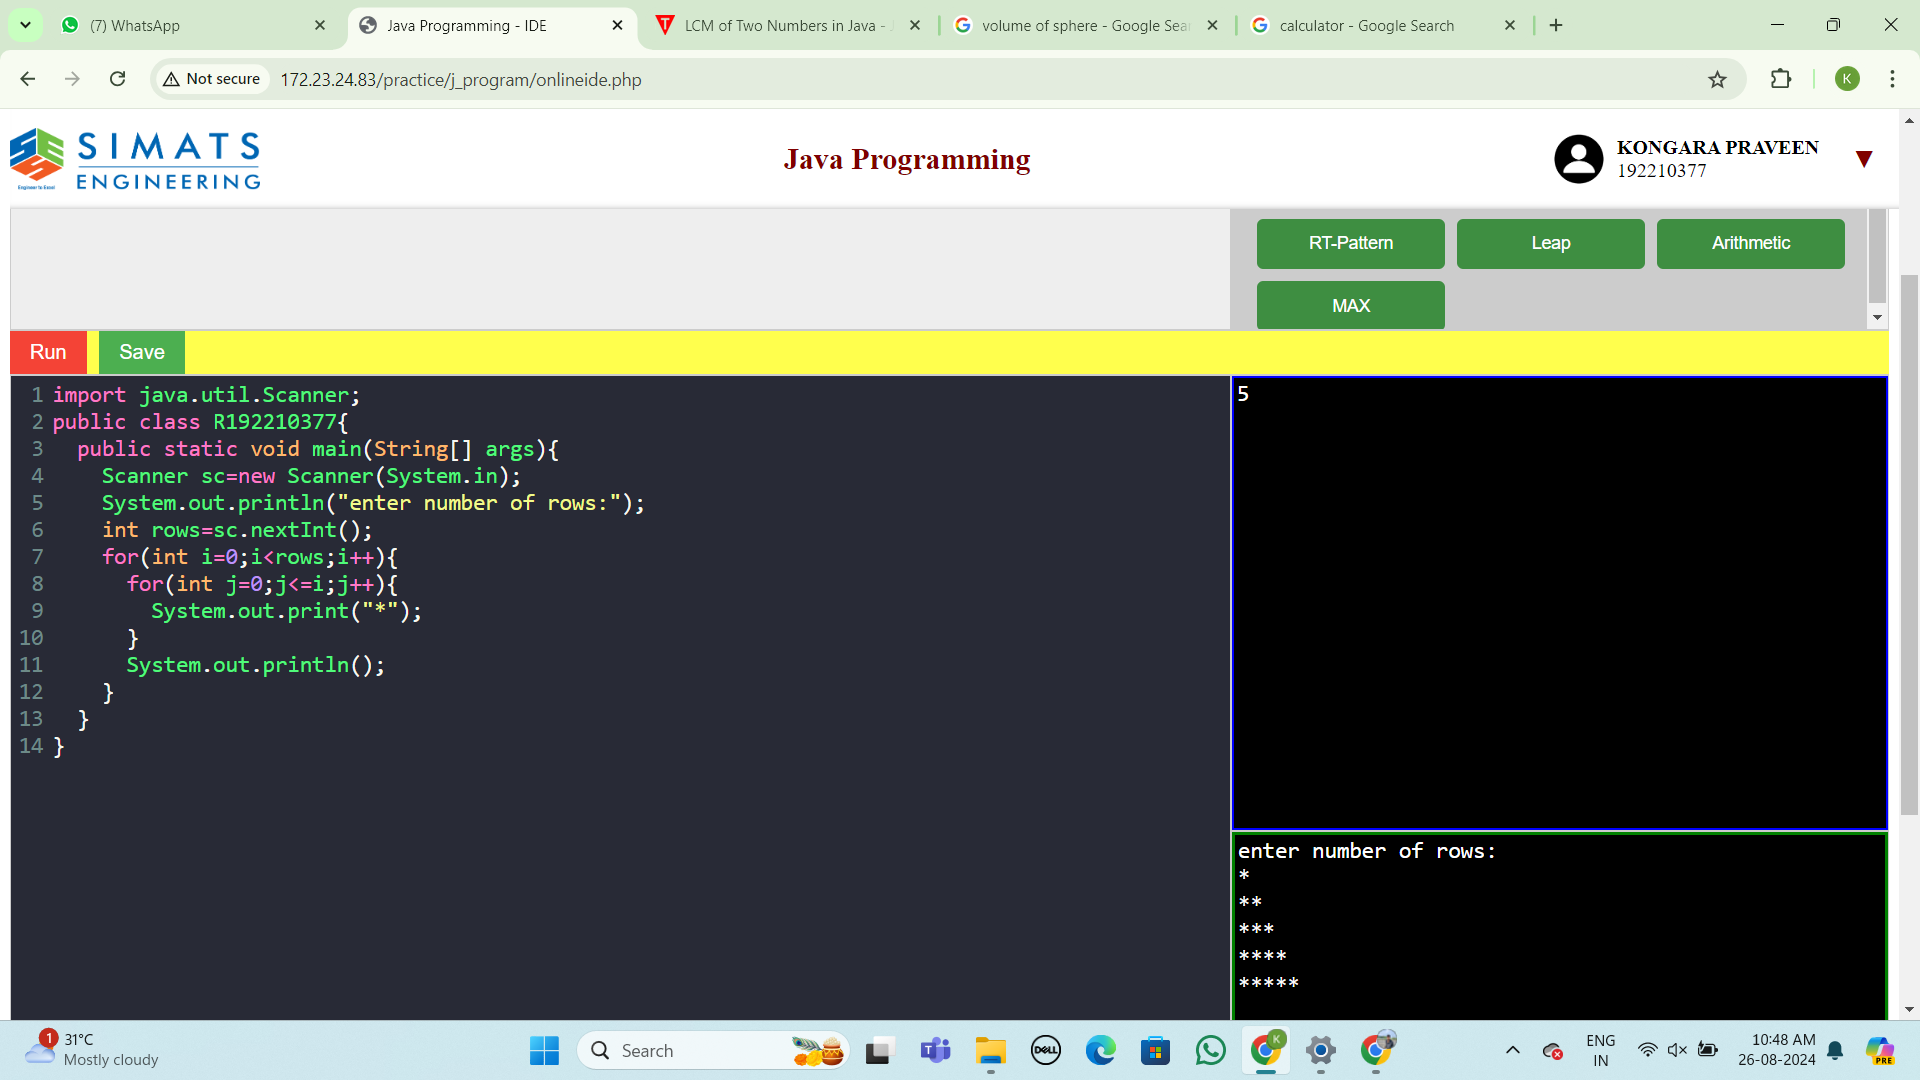 (7) WhatsApp
Java Programming - IDE
LCM of Two Numbers in Java -
volume of sphere - Google Sea
calculator - Google Search
Not secure
172.23.24.83/practice/j_program/onlineide.php
K
SIMATS
ENGINEERING
Engineer to Excel
Java Programming
KONGARA PRAVEEN
192210377
RT-Pattern
Leap
Arithmetic
MAX
Run
Save
1 import java.util.Scanner;
2 public class R192210377{
3 public static void main(String[] args){
4 Scanner sc=new Scanner(System.in);
5 System.out.println("enter number of rows:");
6 int rows=sc.nextInt();
7 for(int i=0;i<rows;i++){
8 for(int j=0;j<=i;j++){
9 System.out.print("*");
10 }
11 System.out.println();
12 }
13 }
14 }
5
enter number of rows:
*
**
***
****
*****
1
31°C
Mostly cloudy
Search
DELL
K
ENG
IN
10:48 AM
26-08-2024
PRE